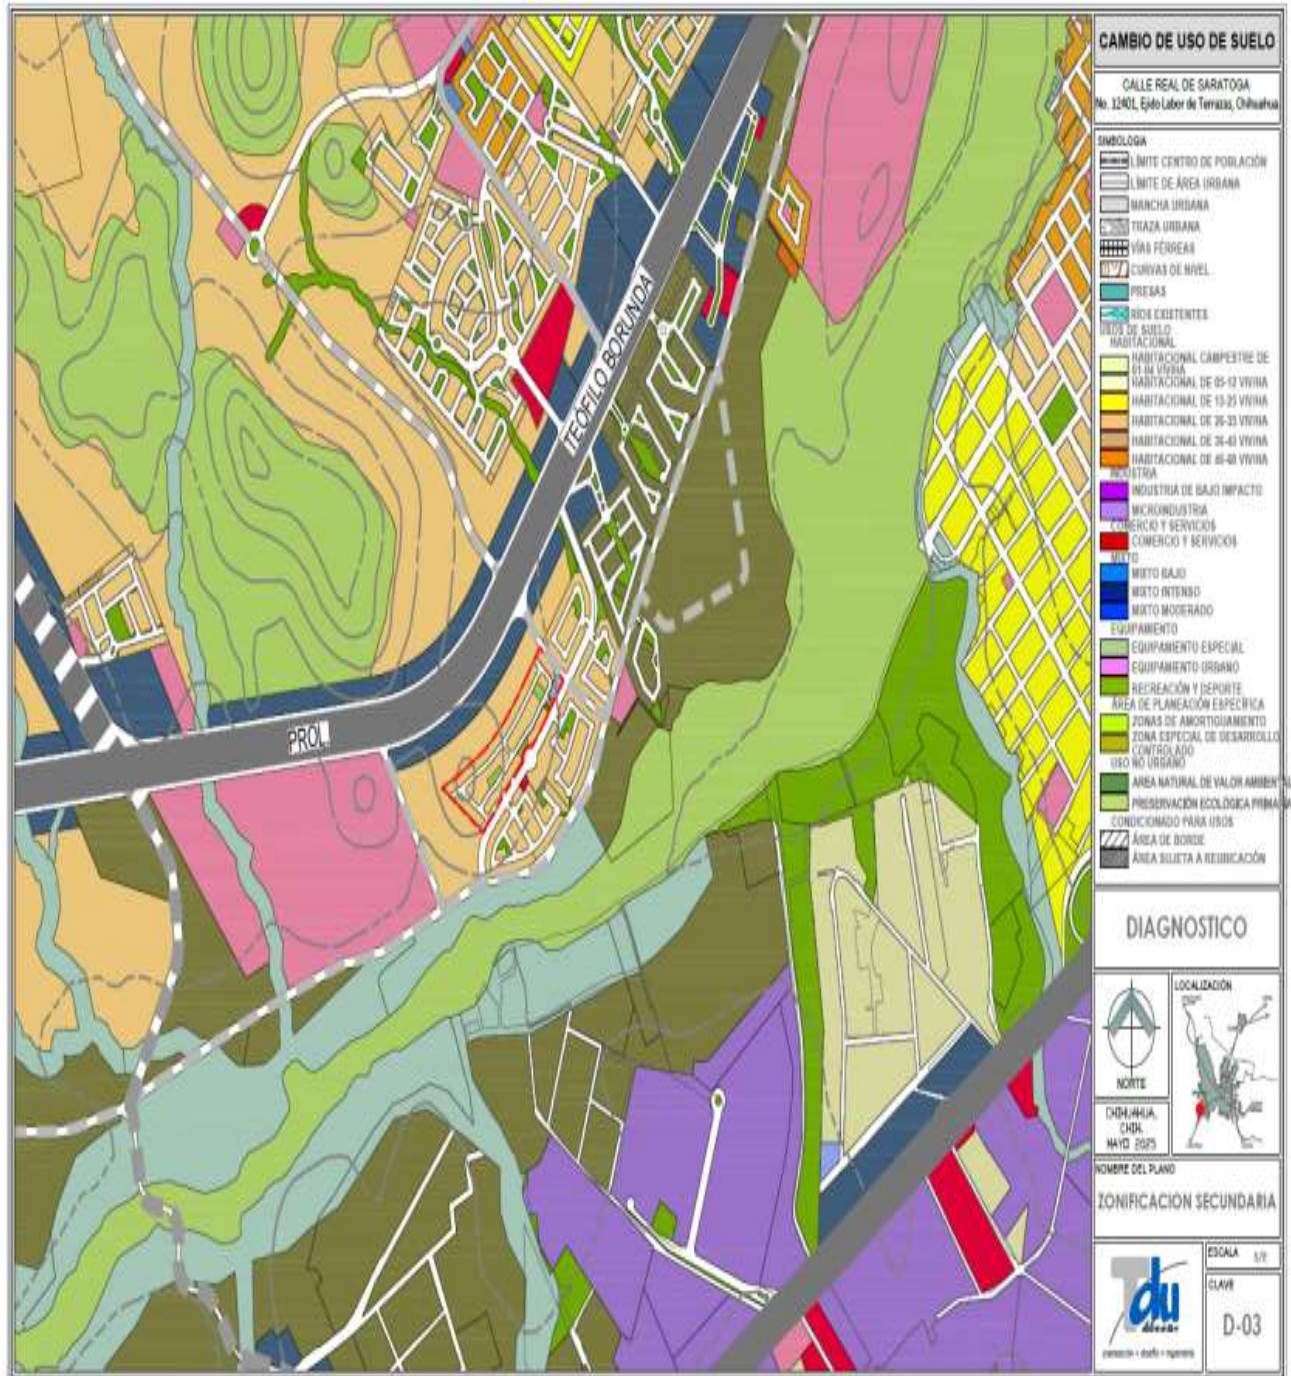 TEOFILO BORUNDA
PROL.
CAMBIO DE USO DE SUELO
CALLE REAL DE SARATOGA
No. 12401, Ejido Labor de Terrazas, Chihuahua
SIMBOLOGIA
LÍMITE CENTRO DE POBLACIÓN
LÍMITE DE ÁREA URBANA
MANCHA URBANA
TRAZA URBANA
VÍAS FÉRREAS
CURVAS DE NIVEL
PRESAS
RÍOS EXISTENTES
USOS DE SUELO
HABITACIONAL
HABITACIONAL CAMPESTRE DE
01-04 VIV/HA
HABITACIONAL DE 05-12 VIV/HA
HABITACIONAL DE 13-25 VIV/HA
HABITACIONAL DE 26-35 VIV/HA
HABITACIONAL DE 36-45 VIV/HA
HABITACIONAL DE 46-60 VIV/HA
INDUSTRIA
INDUSTRIA DE BAJO IMPACTO
MICROINDUSTRIA
COMERCIO Y SERVICIOS
COMERCIO Y SERVICIOS
MIXTO
MIXTO BAJO
MIXTO INTENSO
MIXTO MODERADO
EQUIPAMIENTO
EQUIPAMIENTO ESPECIAL
EQUIPAMIENTO URBANO
RECREACIÓN Y DEPORTE
ÁREA DE PLANEACIÓN ESPECÍFICA
ZONAS DE AMORTIGUAMIENTO
ZONA ESPECIAL DE DESARROLLO
CONTROLADO
USO NO URBANO
AREA NATURAL DE VALOR AMBIENTAL
PRESERVACIÓN ECOLÓGICA PRIMARIA
CONDICIONADO PARA USOS
ÁREA DE BORDE
ÁREA SUJETA A REUBICACIÓN
DIAGNOSTICO
NORTE
LOCALIZACIÓN
CHIHUAHUA,
CHIH.
MAYO 2025
NOMBRE DEL PLANO
ZONIFICACION SECUNDARIA
Tdu
planeación + diseño + ingeniería
ESCALA S/E
CLAVE
D-03